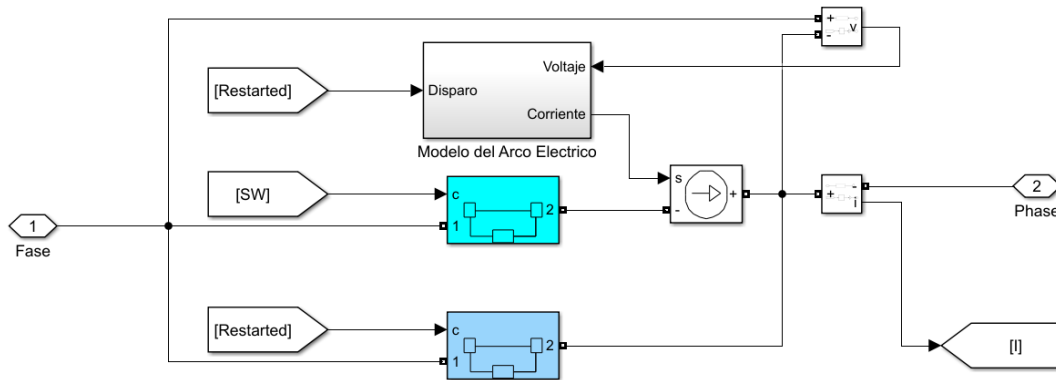 +
-
v
[Restarted]
Disparo
Voltaje
Corriente
Modelo del Arco Electrico
[SW]
c
1
2
s
-
+
+
-
i
2
Phase
1
Fase
[Restarted]
c
1
2
[I]